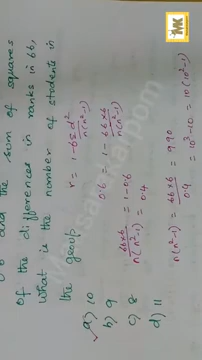 0.6 and the sum of squares
of the differences in ranks is 66,
what is the number of students in
the group
r = 1 - 6Σd²/n(n²-1)
0.6 = 1 - 66×6/n(n²-1)
a) 10
b) 9
c) 8
d) 11
66×6/n(n²-1) = 1-0.6
= 0.4
n(n²-1) = 66×6/0.4 = 990
= 10³-10 = 10(10²-1)
MK